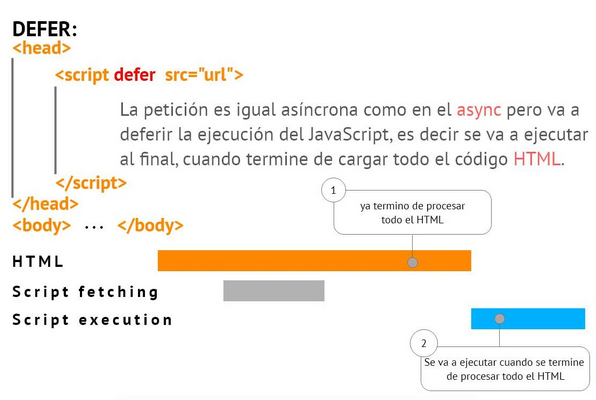 DEFER:
<head>
<script defer src="url">
La petición es igual asíncrona como en el async pero va a
deferir la ejecución del JavaScript, es decir se va a ejecutar
al final, cuando termine de cargar todo el código HTML.
</script>
</head>
<body> ... </body>
1
ya termino de procesar
todo el HTML
HTML
Script fetching
Script execution
2
Se va a ejecutar cuando se termine
de procesar todo el HTML